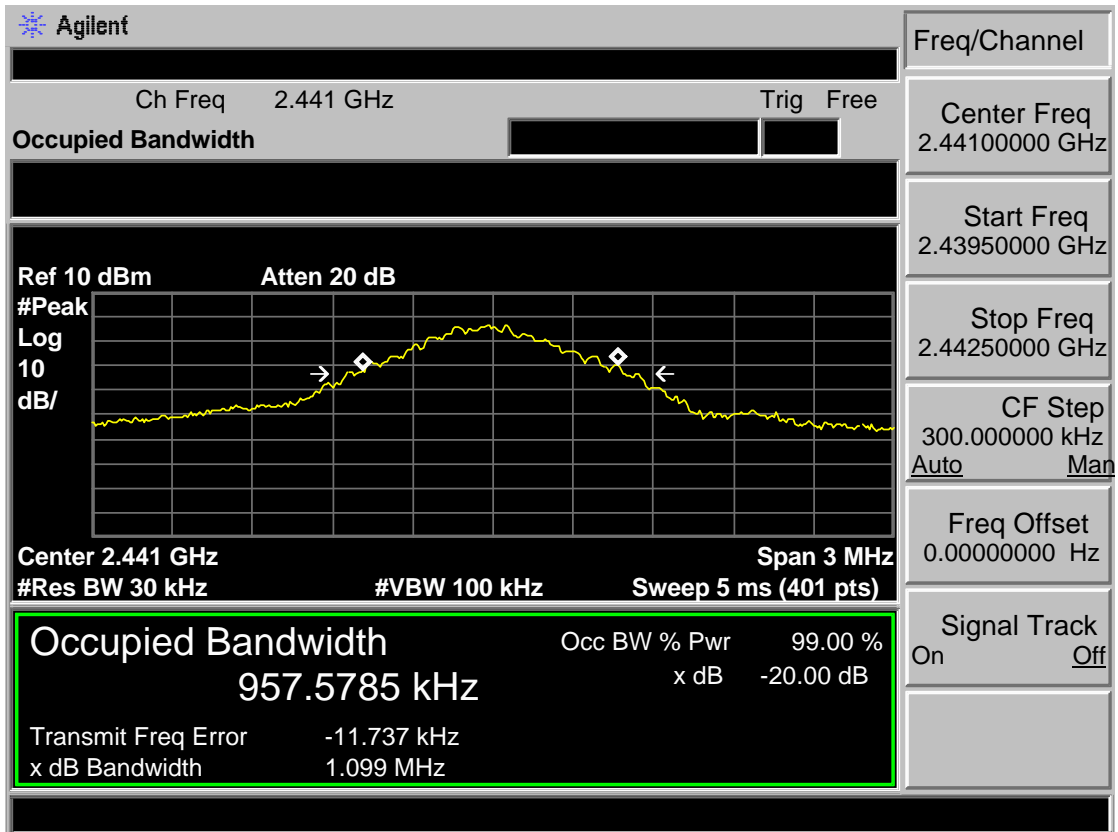 Agilent
Freq/Channel
Ch Freq 2.441 GHz Trig Free
Occupied Bandwidth
Center Freq
2.44100000 GHz
Start Freq
2.43950000 GHz
Stop Freq
2.44250000 GHz
CF Step
300.000000 kHz
Auto Man
Freq Offset
0.00000000 Hz
Signal Track
On Off
Ref 10 dBm Atten 20 dB
#Peak
Log
10
dB/
Center 2.441 GHz Span 3 MHz
#Res BW 30 kHz #VBW 100 kHz Sweep 5 ms (401 pts)
Occupied Bandwidth Occ BW % Pwr 99.00 %
957.5785 kHz x dB -20.00 dB
Transmit Freq Error -11.737 kHz
x dB Bandwidth 1.099 MHz